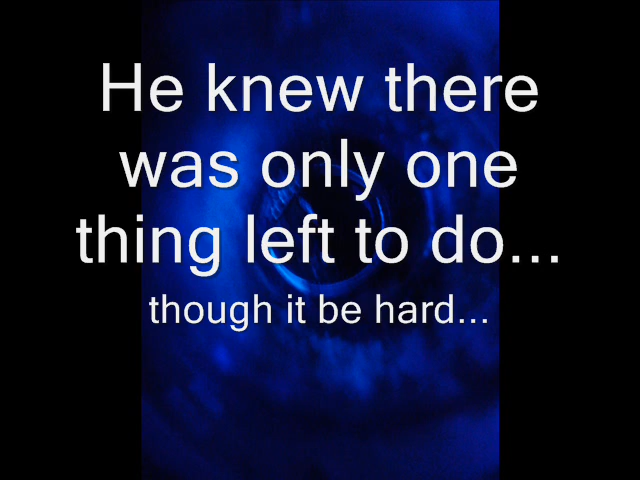 He knew there
was only one
thing left to do...
though it be hard...